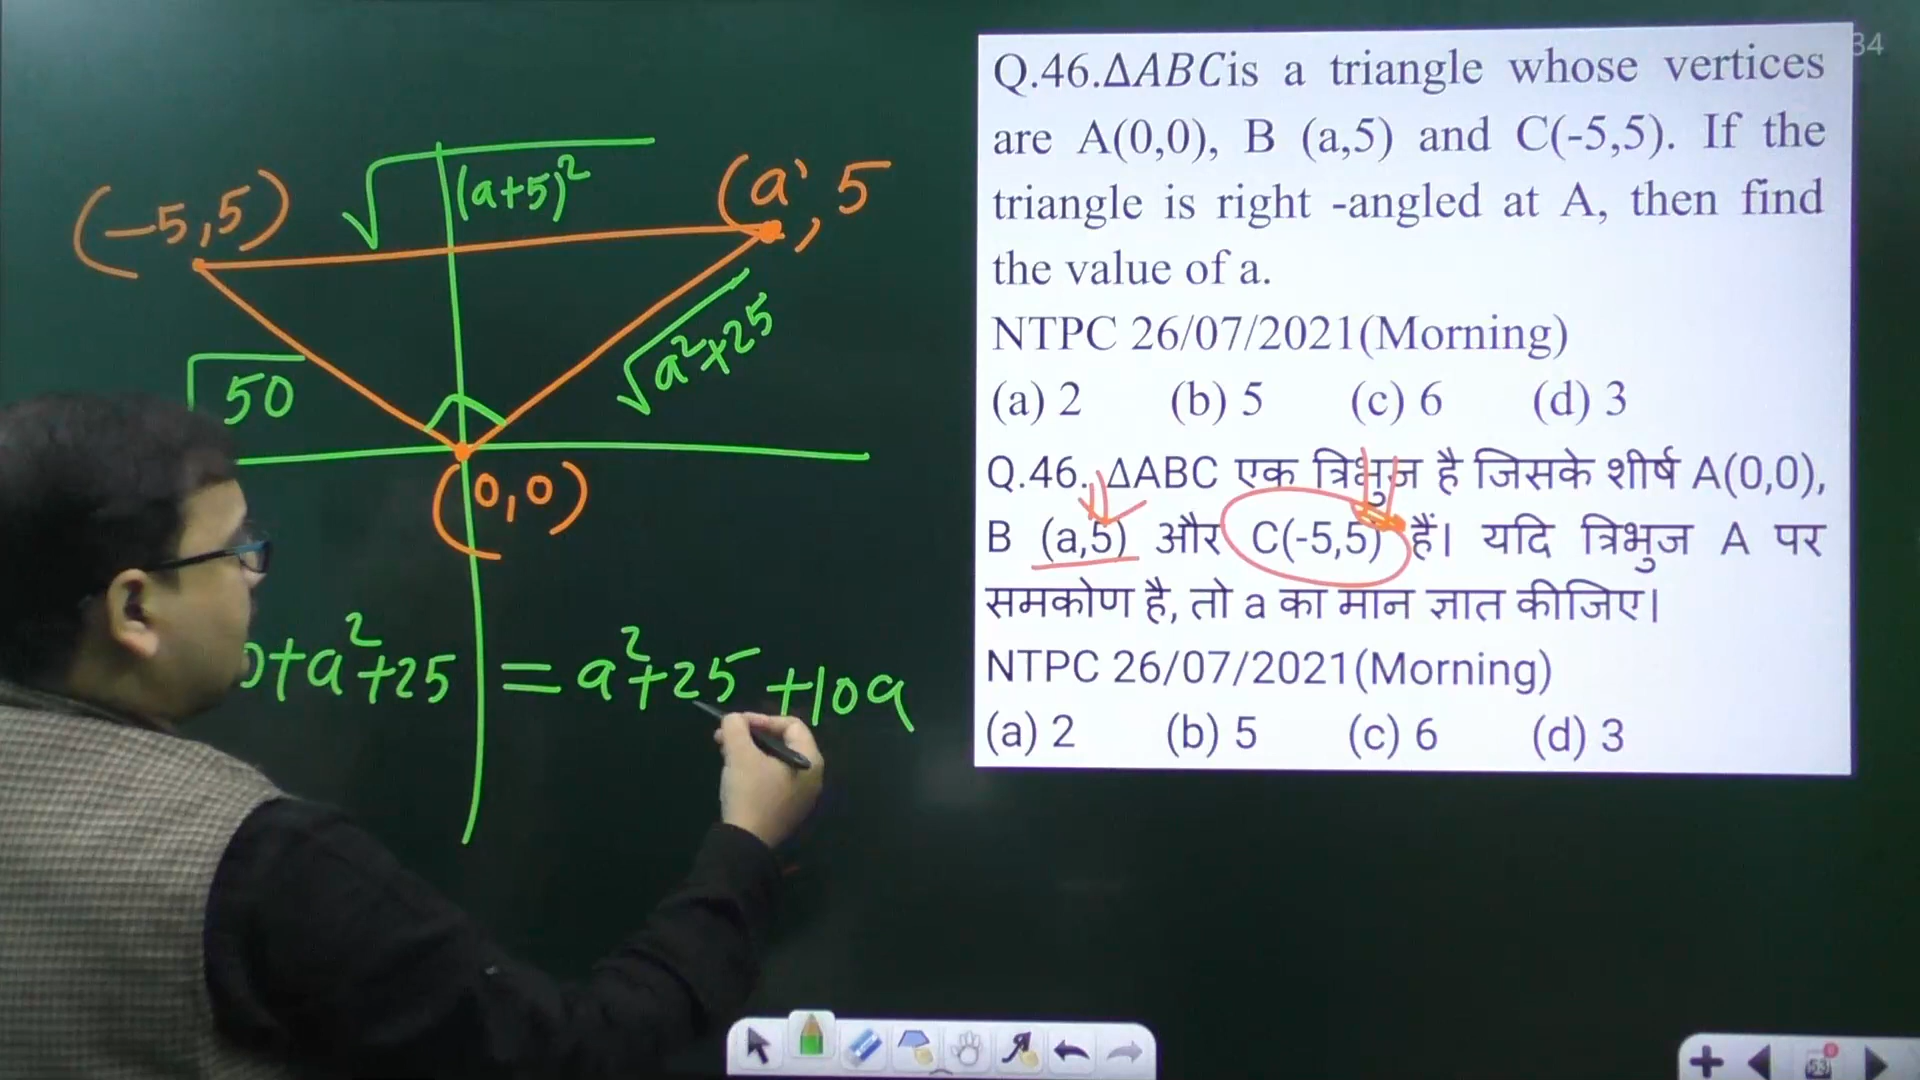 34
√(a+5)²
(-5,5)
(a, 5
√50
√a²+25
(0,0)
0+a²+25 = a²+25 +10a
Q.46.ΔABCis a triangle whose vertices
are A(0,0), B (a,5) and C(-5,5). If the
triangle is right -angled at A, then find
the value of a.
NTPC 26/07/2021(Morning)
(a) 2 (b) 5 (c) 6 (d) 3
Q.46. ΔABC एक त्रिभुज है जिसके शीर्ष A(0,0),
B (a,5) और C(-5,5) हैं। यदि त्रिभुज A पर
समकोण है, तो a का मान ज्ञात कीजिए।
NTPC 26/07/2021(Morning)
(a) 2 (b) 5 (c) 6 (d) 3
53